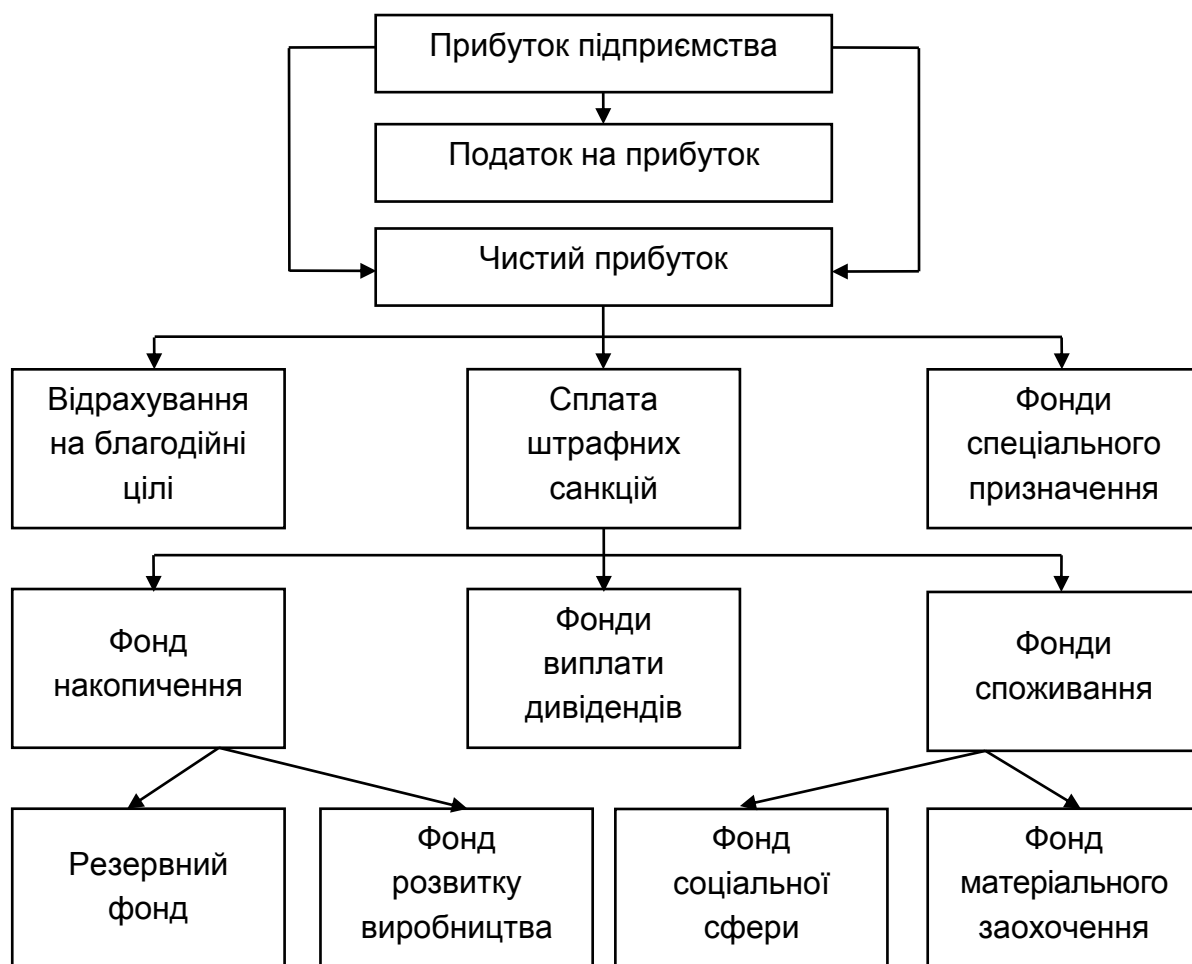 Прибуток підприємства
Податок на прибуток
Чистий прибуток
Відрахування
на благодійні
цілі
Сплата
штрафних
санкцій
Фонди
спеціального
призначення
Фонд
накопичення
Фонди
виплати
дивідендів
Фонди
споживання
Резервний
фонд
Фонд
розвитку
виробництва
Фонд
соціальної
сфери
Фонд
матеріального
заохочення